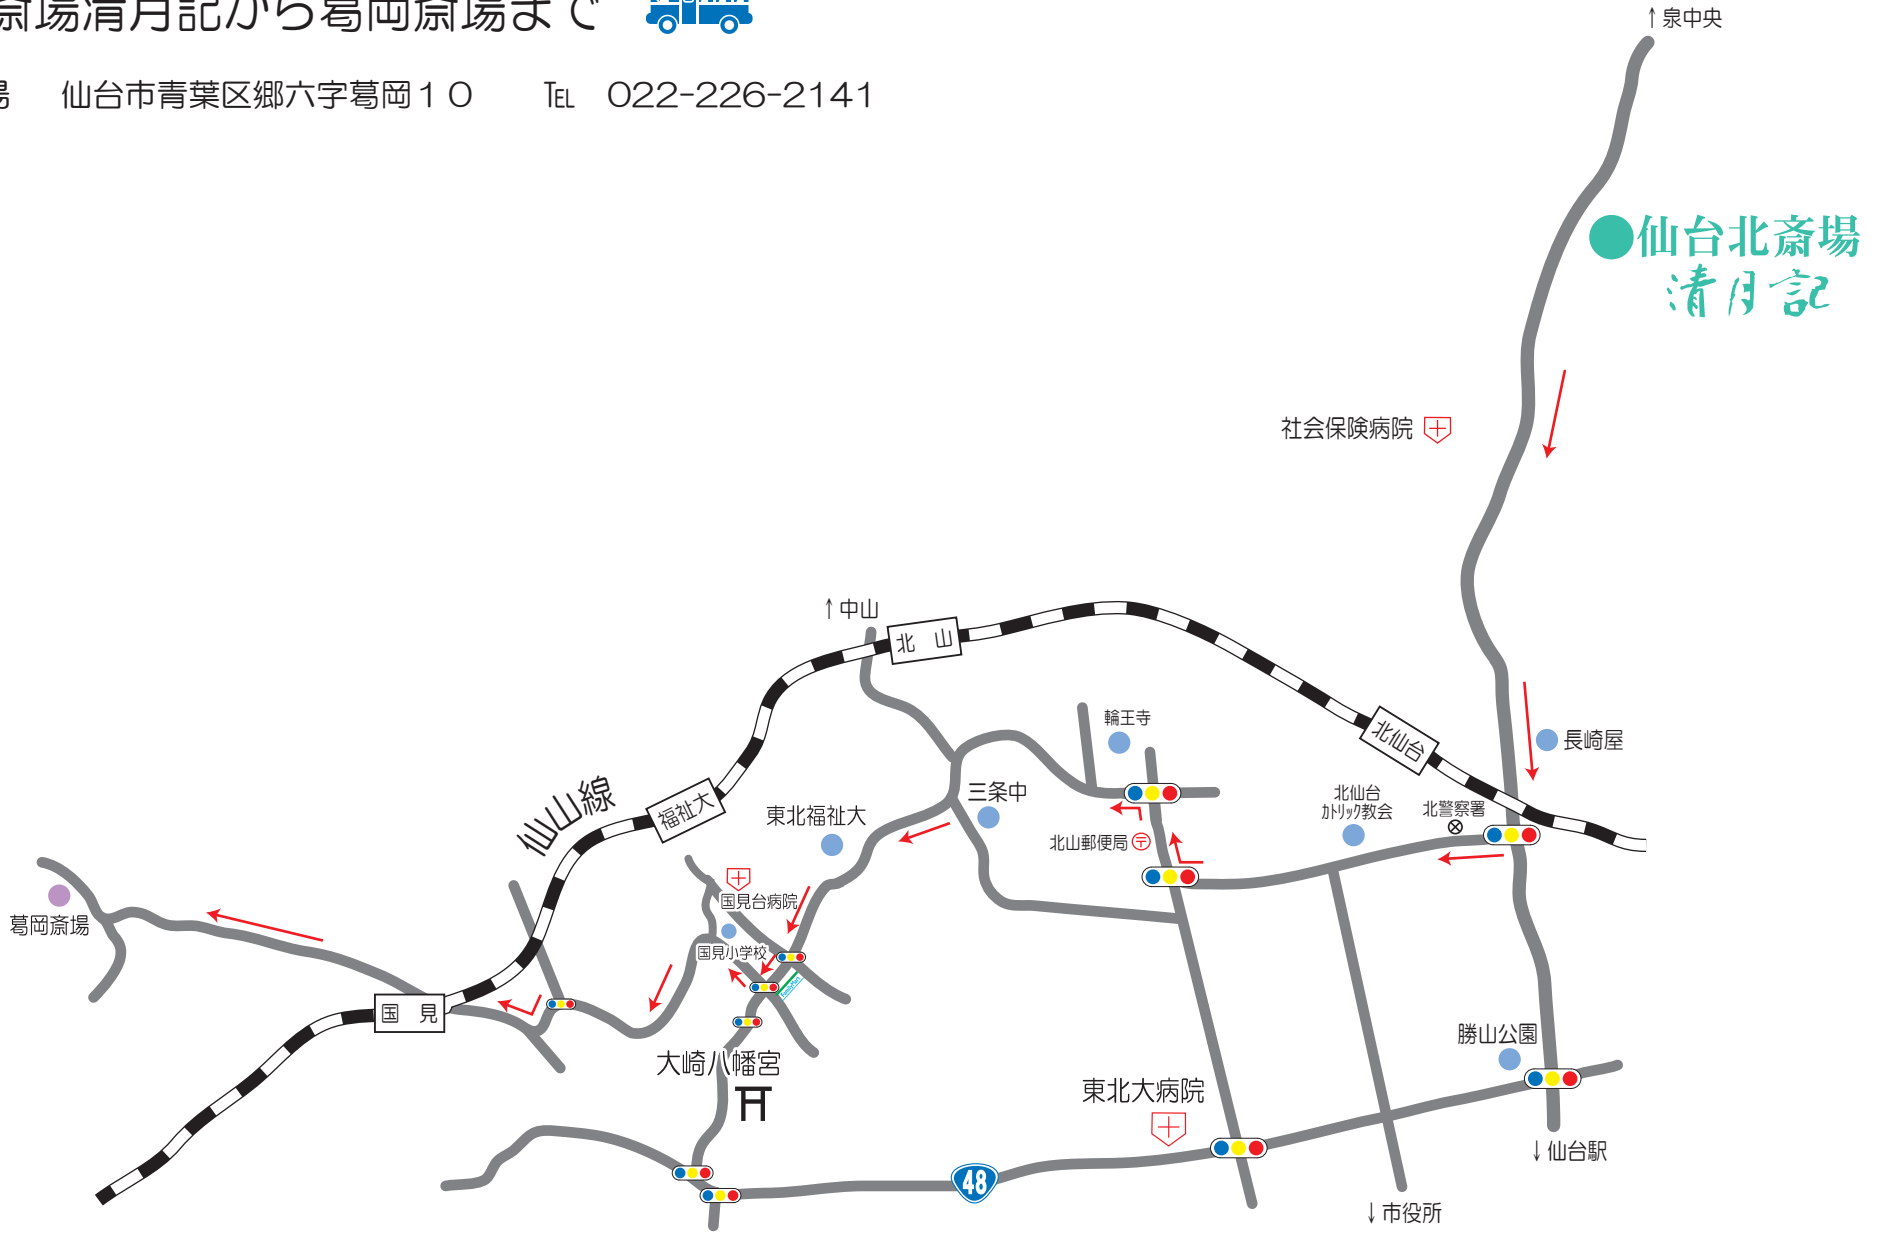 斎場清月記から葛岡斎場まで
場 仙台市青葉区郷六字葛岡１０ TEL 022-226-2141
↑泉中央
仙台北斎場
清月記
社会保険病院
↑中山
北山
輪王寺
北仙台
長崎屋
仙山線
福祉大
東北福祉大
三条中
北仙台
カトリック教会
北警察署
北山郵便局
国見台病院
葛岡斎場
国見小学校
FamilyMart
国見
大崎八幡宮
勝山公園
東北大病院
↓仙台駅
48
↓市役所